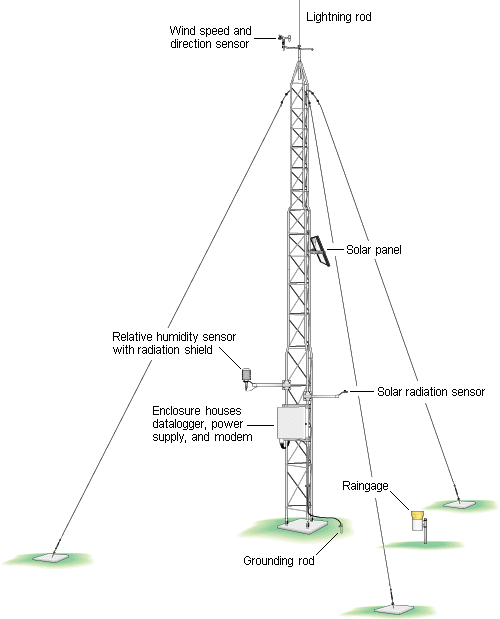 Lightning rod
Wind speed and
direction sensor
Solar panel
Relative humidity sensor
with radiation shield
Solar radiation sensor
Enclosure houses
datalogger, power
supply, and modem
Raingage
Grounding rod